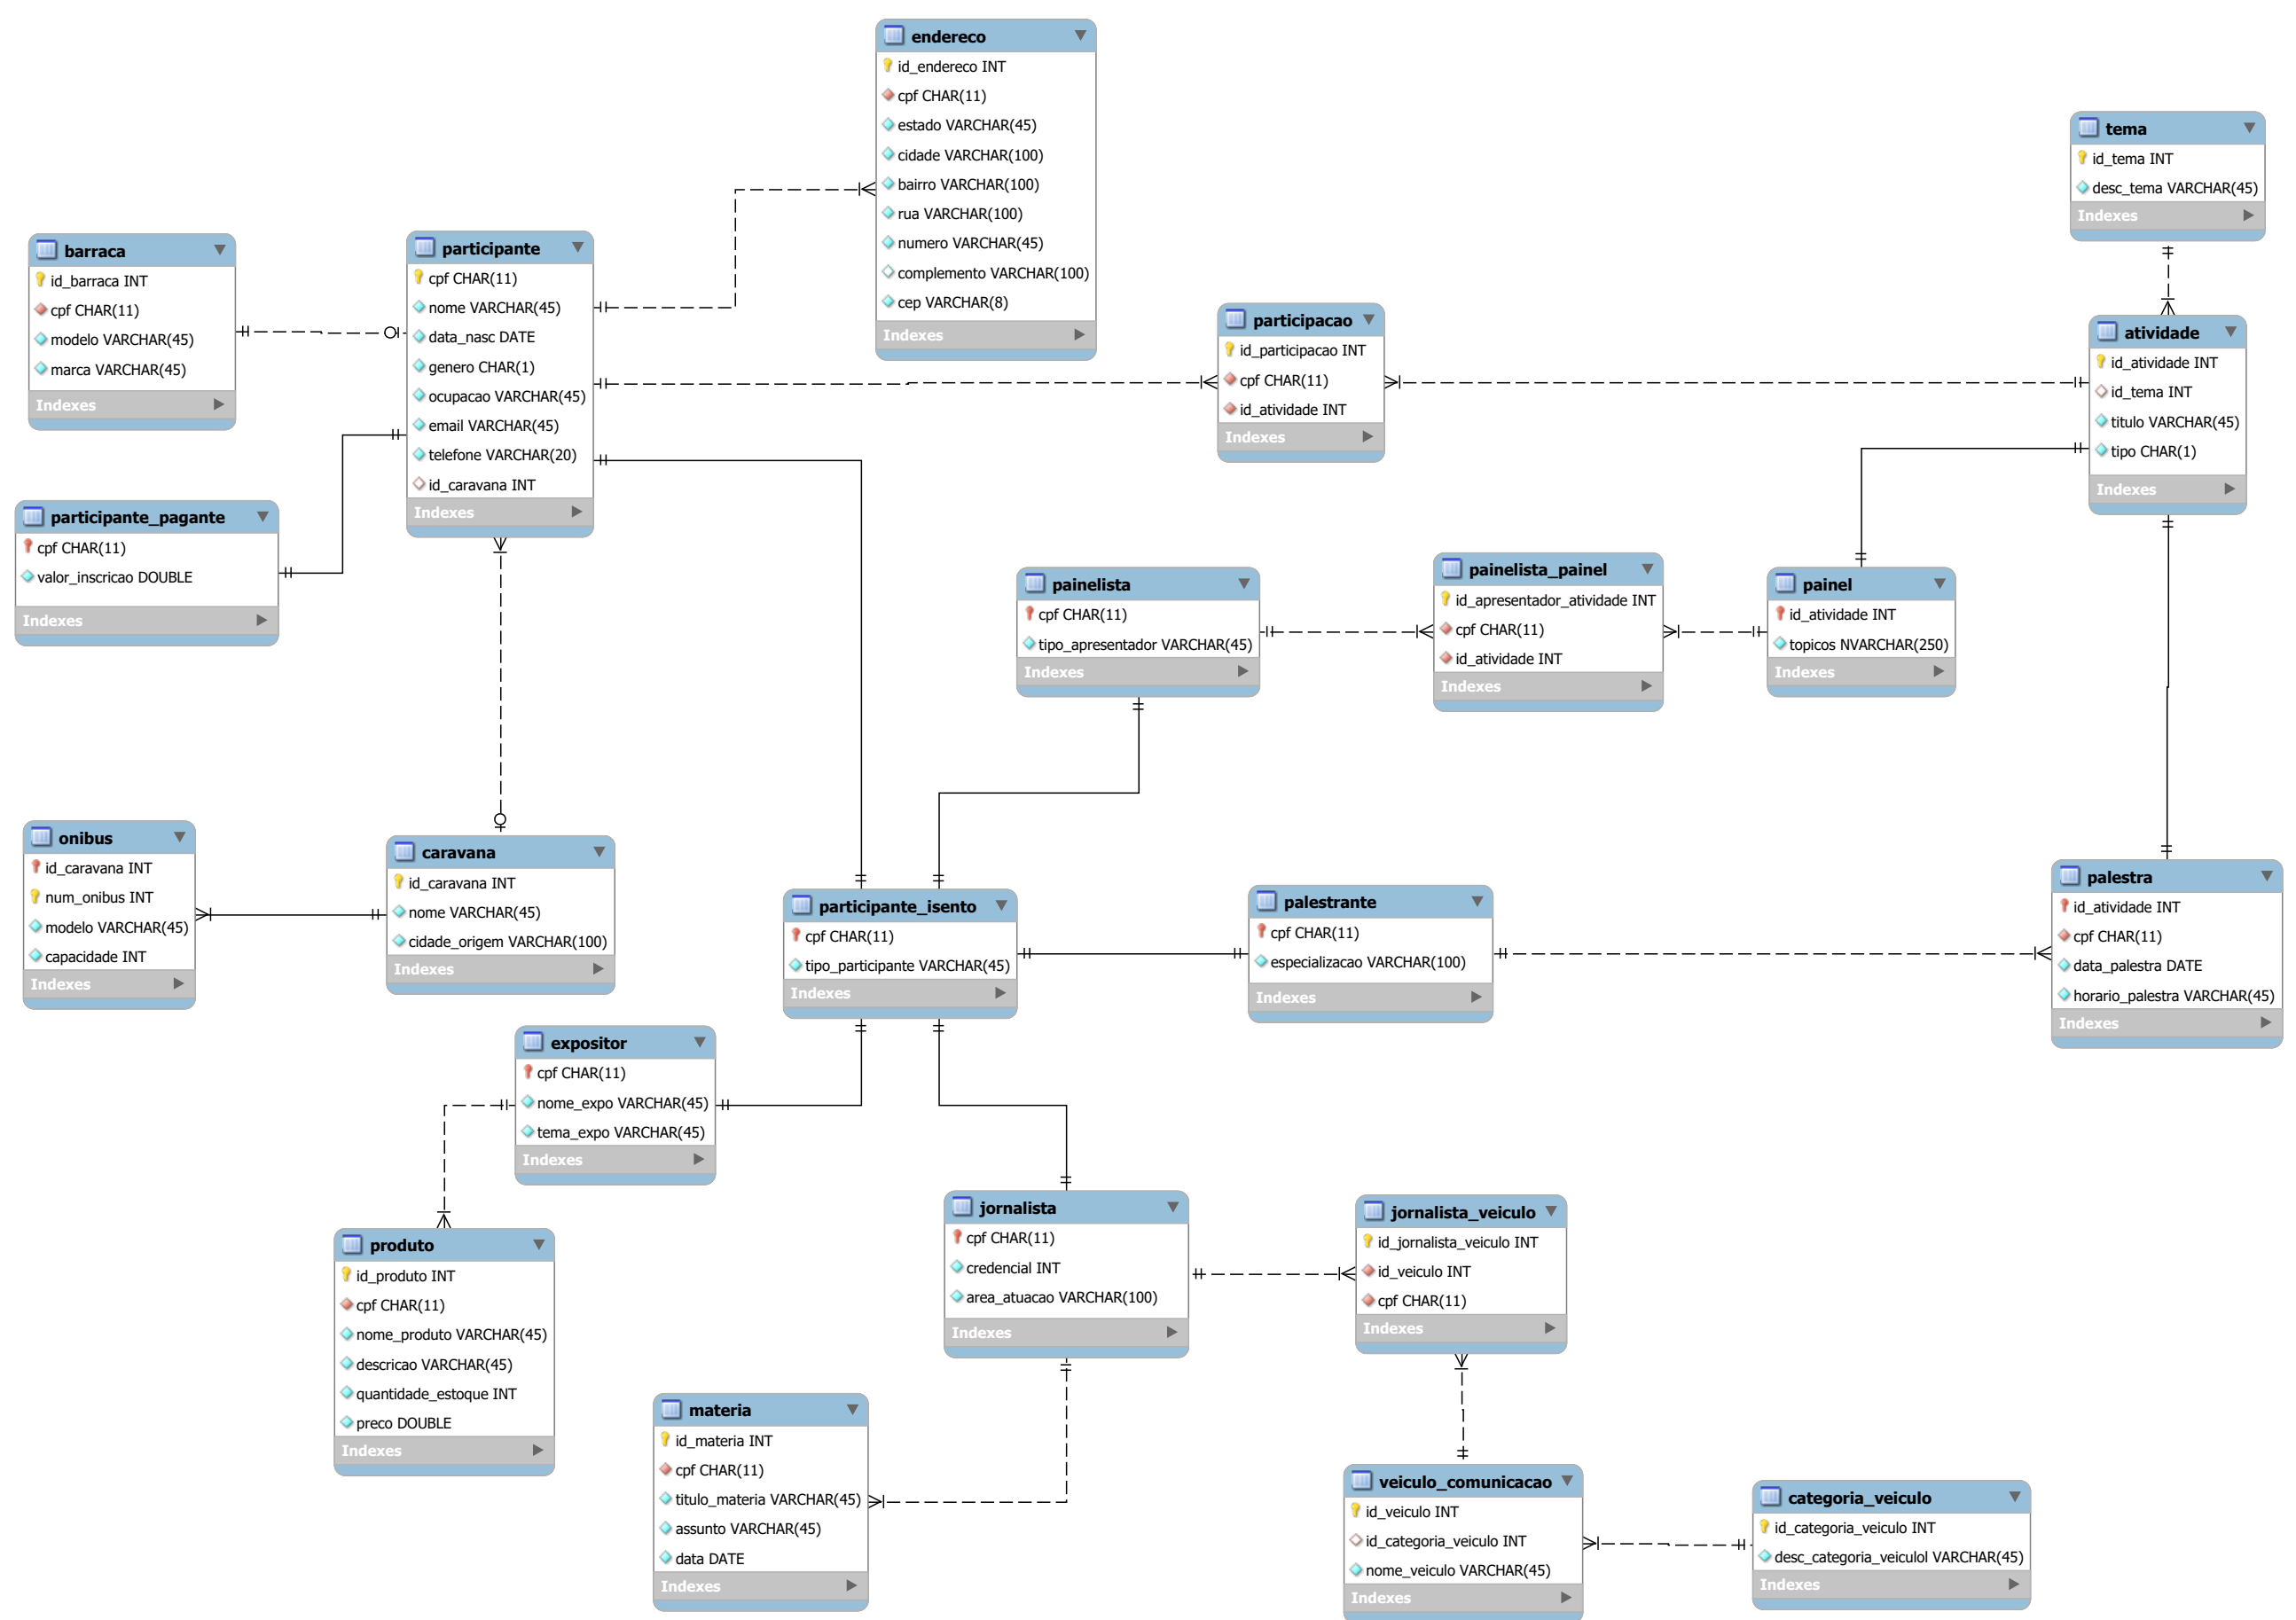 endereco
id_endereco INT
cpf CHAR(11)
estado VARCHAR(45)
cidade VARCHAR(100)
bairro VARCHAR(100)
rua VARCHAR(100)
numero VARCHAR(45)
complemento VARCHAR(100)
cep VARCHAR(8)
Indexes
tema
id_tema INT
desc_tema VARCHAR(45)
Indexes
barraca
id_barraca INT
cpf CHAR(11)
modelo VARCHAR(45)
marca VARCHAR(45)
Indexes
participante
cpf CHAR(11)
nome VARCHAR(45)
data_nasc DATE
genero CHAR(1)
ocupacao VARCHAR(45)
email VARCHAR(45)
telefone VARCHAR(20)
id_caravana INT
Indexes
participacao
id_participacao INT
cpf CHAR(11)
id_atividade INT
Indexes
atividade
id_atividade INT
id_tema INT
titulo VARCHAR(45)
tipo CHAR(1)
Indexes
participante_pagante
cpf CHAR(11)
valor_inscricao DOUBLE
Indexes
painelista
cpf CHAR(11)
tipo_apresentador VARCHAR(45)
Indexes
painelista_painel
id_apresentador_atividade INT
cpf CHAR(11)
id_atividade INT
Indexes
painel
id_atividade INT
topicos NVARCHAR(250)
Indexes
onibus
id_caravana INT
num_onibus INT
modelo VARCHAR(45)
capacidade INT
Indexes
caravana
id_caravana INT
nome VARCHAR(45)
cidade_origem VARCHAR(100)
Indexes
participante_isento
cpf CHAR(11)
tipo_participante VARCHAR(45)
Indexes
palestrante
cpf CHAR(11)
especializacao VARCHAR(100)
Indexes
palestra
id_atividade INT
cpf CHAR(11)
data_palestra DATE
horario_palestra VARCHAR(45)
Indexes
expositor
cpf CHAR(11)
nome_expo VARCHAR(45)
tema_expo VARCHAR(45)
Indexes
jornalista
cpf CHAR(11)
credencial INT
area_atuacao VARCHAR(100)
Indexes
jornalista_veiculo
id_jornalista_veiculo INT
id_veiculo INT
cpf CHAR(11)
Indexes
produto
id_produto INT
cpf CHAR(11)
nome_produto VARCHAR(45)
descricao VARCHAR(45)
quantidade_estoque INT
preco DOUBLE
Indexes
materia
id_materia INT
cpf CHAR(11)
titulo_materia VARCHAR(45)
assunto VARCHAR(45)
data DATE
Indexes
veiculo_comunicacao
id_veiculo INT
id_categoria_veiculo INT
nome_veiculo VARCHAR(45)
Indexes
categoria_veiculo
id_categoria_veiculo INT
desc_categoria_veiculol VARCHAR(45)
Indexes